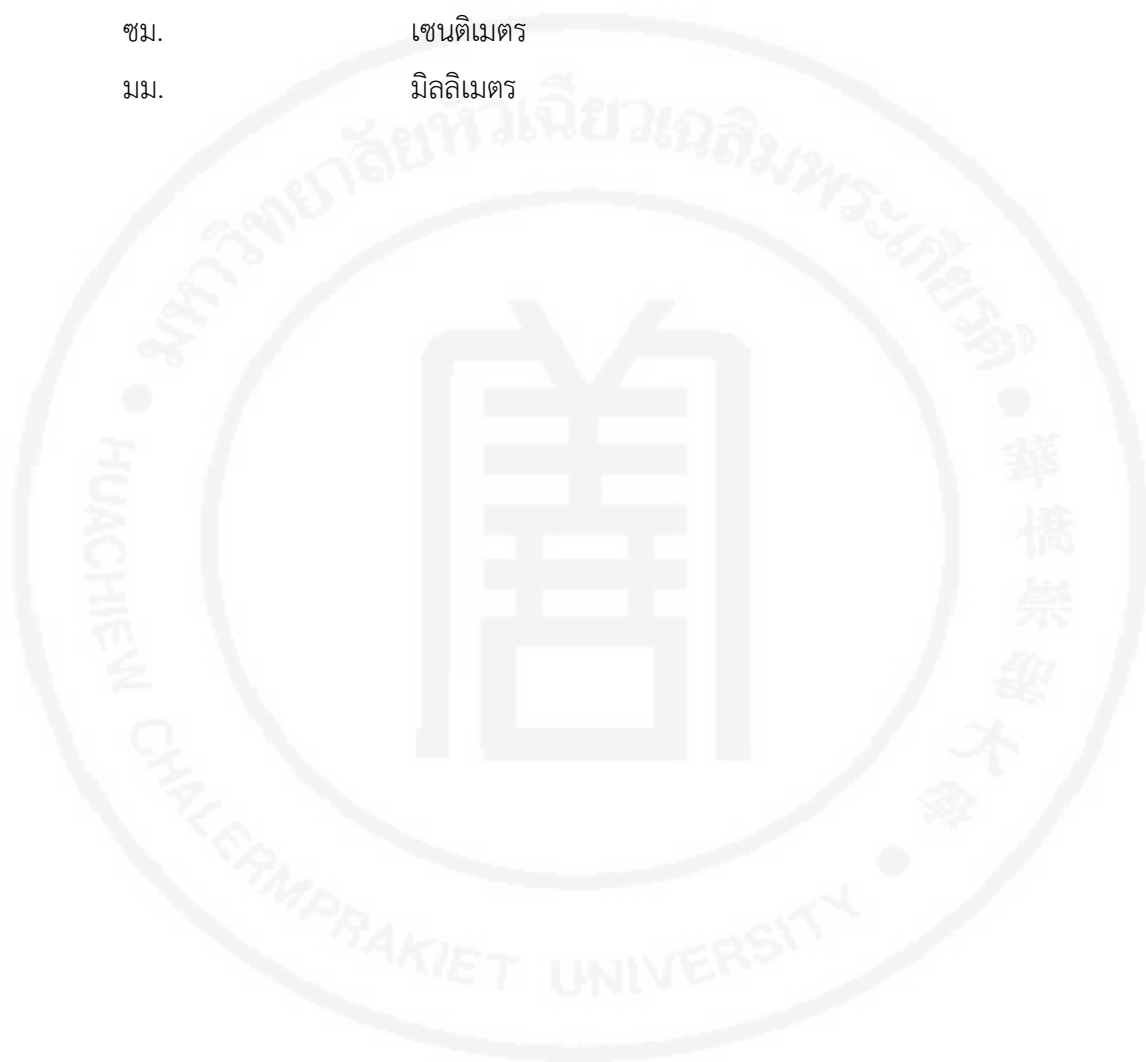 ซม. เซนติเมตร
มม. มิลลิเมตร
มหาวิทยาลัยหัวเฉียวเฉลิมพระเกียรติ
華僑崇聖大學
HUACHIEW CHALERMPRAKIET UNIVERSITY